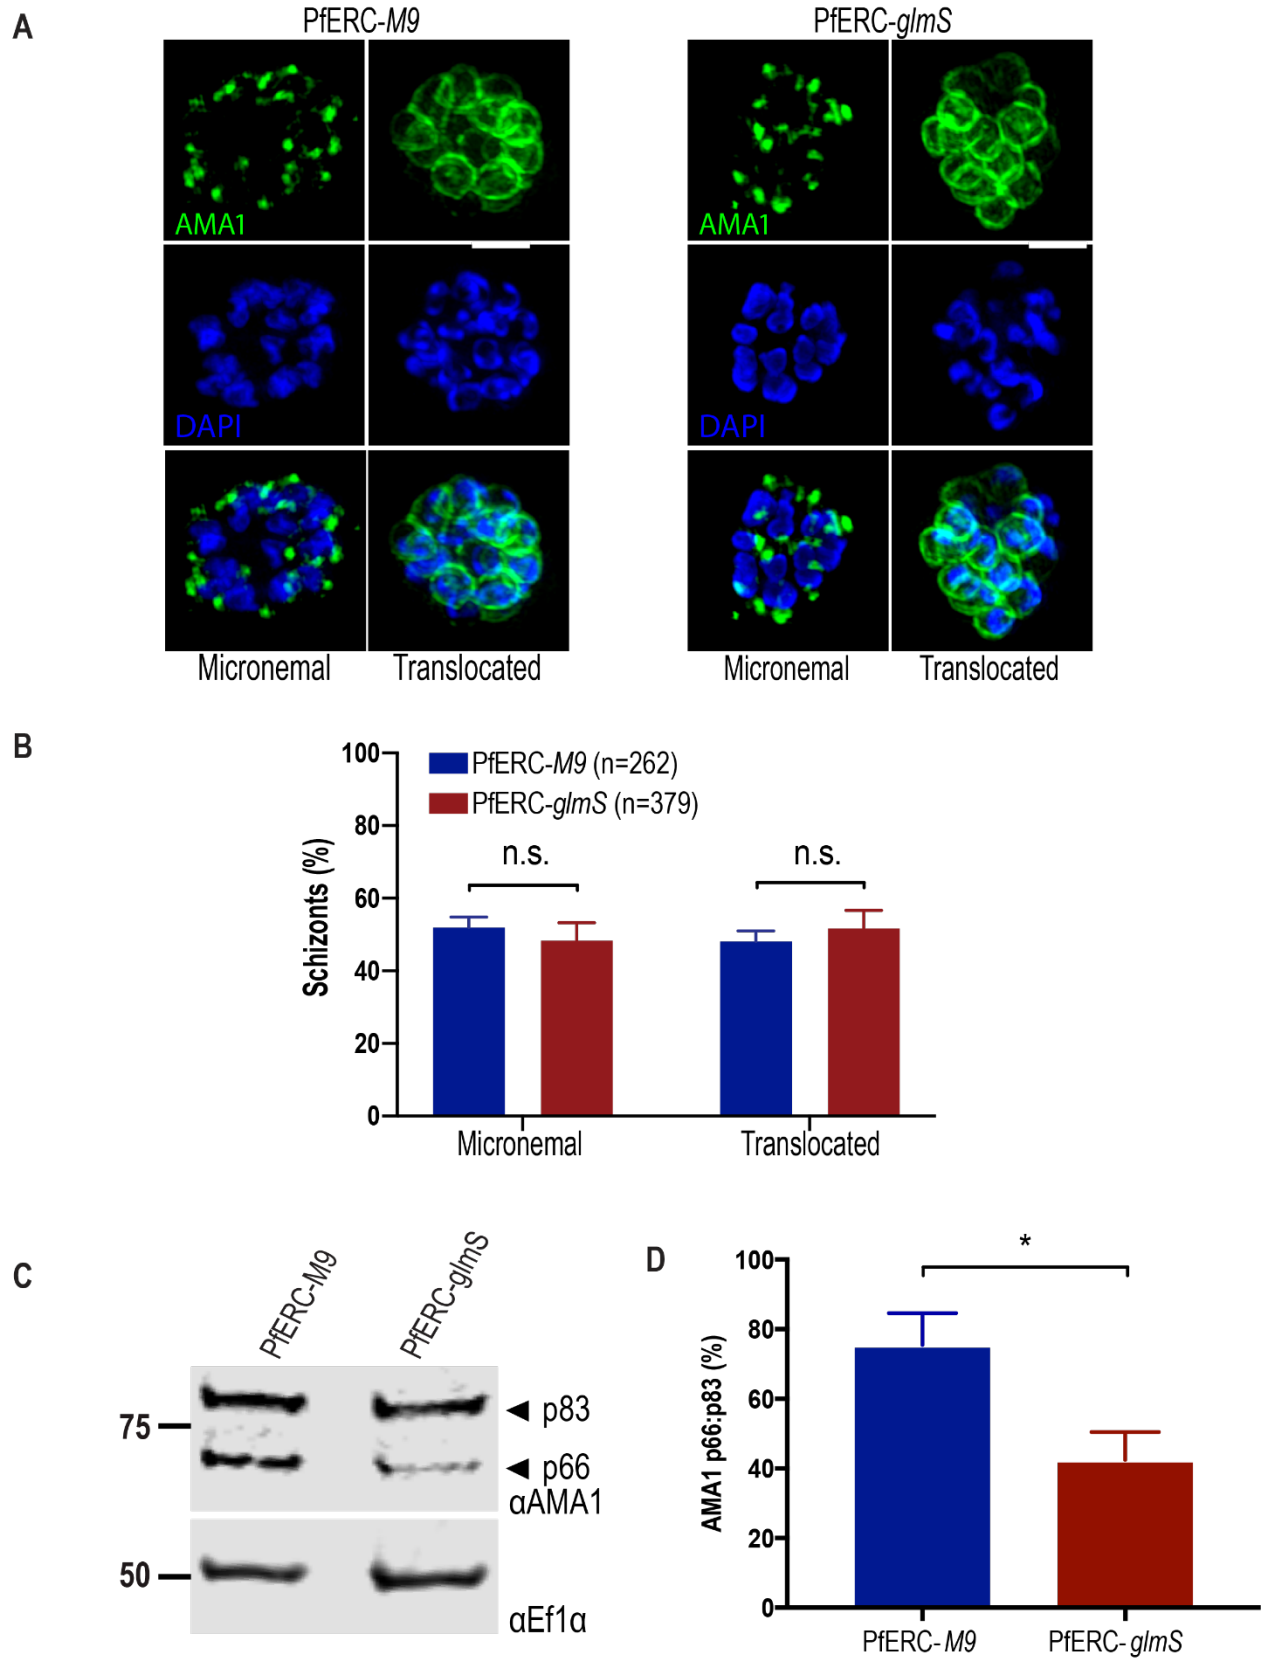 A
PfERC-M9
PfERC-glmS
AMA1
AMA1
DAPI
DAPI
Micronemal
Translocated
Micronemal
Translocated
B
100
80
60
40
20
0
Schizonts (%)
PfERC-M9 (n=262)
PfERC-glmS (n=379)
n.s.
n.s.
Micronemal
Translocated
C
PfERC-M9
PfERC-glmS
75
p83
p66
αAMA1
50
αEf1α
D
100
80
60
40
20
0
AMA1 p66:p83 (%)
*
PfERC-M9
PfERC-glmS